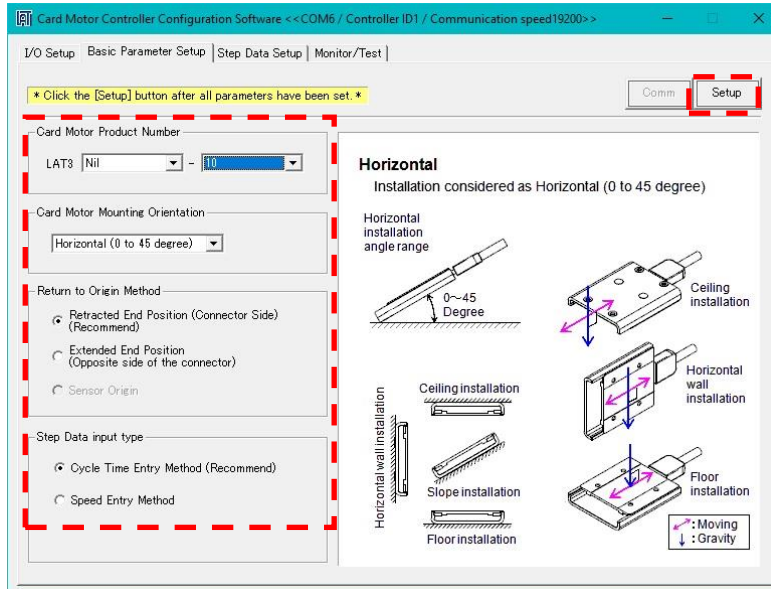 Card Motor Controller Configuration Software <<COM6 / Controller ID1 / Communication speed19200>>
I/O Setup
Basic Parameter Setup
Step Data Setup
Monitor/Test
* Click the [Setup] button after all parameters have been set.*
Comm
Setup
Card Motor Product Number
LAT3 Nil - 10
Card Motor Mounting Orientation
Horizontal (0 to 45 degree)
Return to Origin Method
Retracted End Position (Connector Side)
(Recommend)
Extended End Position
(Opposite side of the connector)
Sensor Origin
Step Data input type
Cycle Time Entry Method (Recommend)
Speed Entry Method
Horizontal
Installation considered as Horizontal (0 to 45 degree)
Horizontal
installation
angle range
0～45
Degree
Ceiling
installation
Horizontal
wall
installation
Floor
installation
Horizontal wall installation
Ceiling installation
Slope installation
Floor installation
: Moving
: Gravity